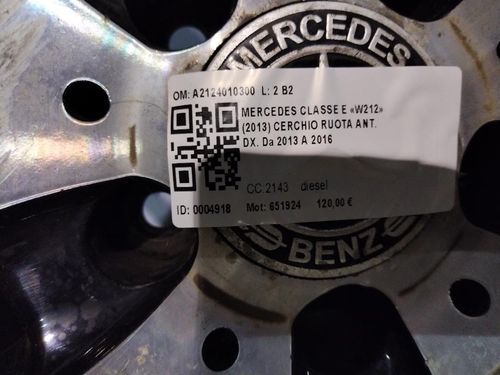 MERCEDES
OM: A2124010300 L: 2 B2
MERCEDES CLASSE E «W212»
(2013) CERCHIO RUOTA ANT.
DX. Da 2013 A 2016
CC 2143 diesel
ID: 0004918 Mot: 651924 120,00 €
BENZ